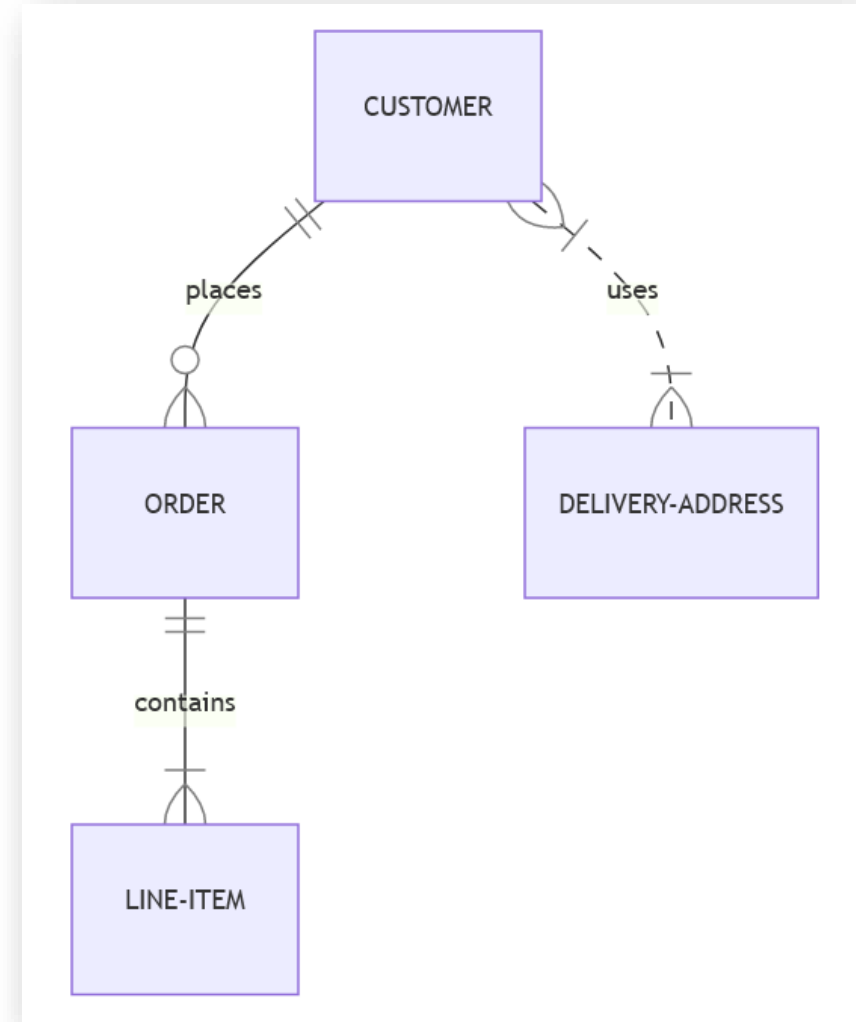 CUSTOMER
places
uses
ORDER
DELIVERY-ADDRESS
contains
LINE-ITEM